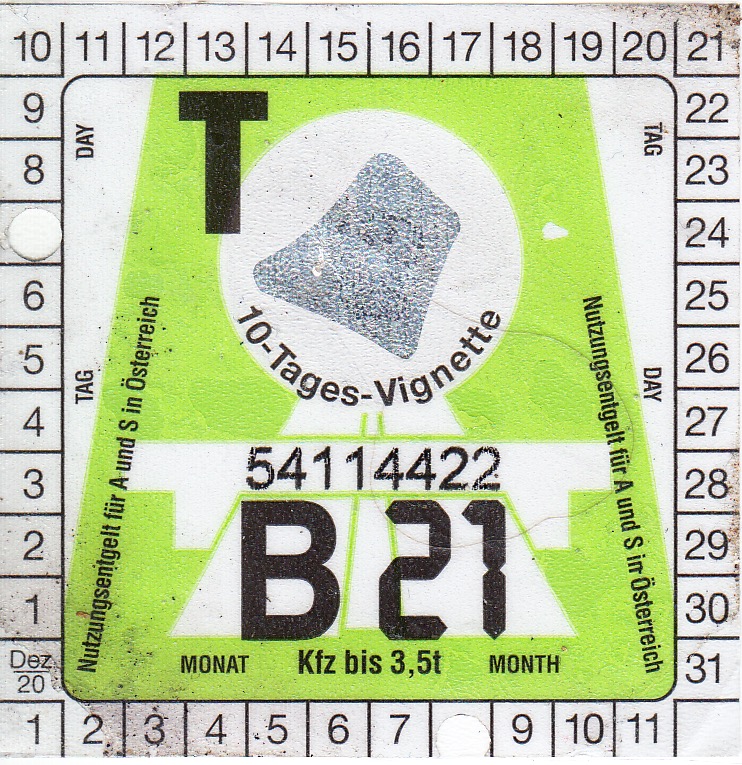 10 11 12 13 14 15 16 17 18 19 20 21
9
8
6
5
4
3
2
1
Dez
20
22
23
24
25
26
27
28
29
30
31
1 2 3 4 5 6 7 9 10 11
DAY
TAG
TAG
DAY
T
10-Tages-Vignette
Nutzungsentgelt für A und S in Österreich
Nutzungsentgelt für A und S in Österreich
54114422
B 21
MONAT Kfz bis 3,5t MONTH